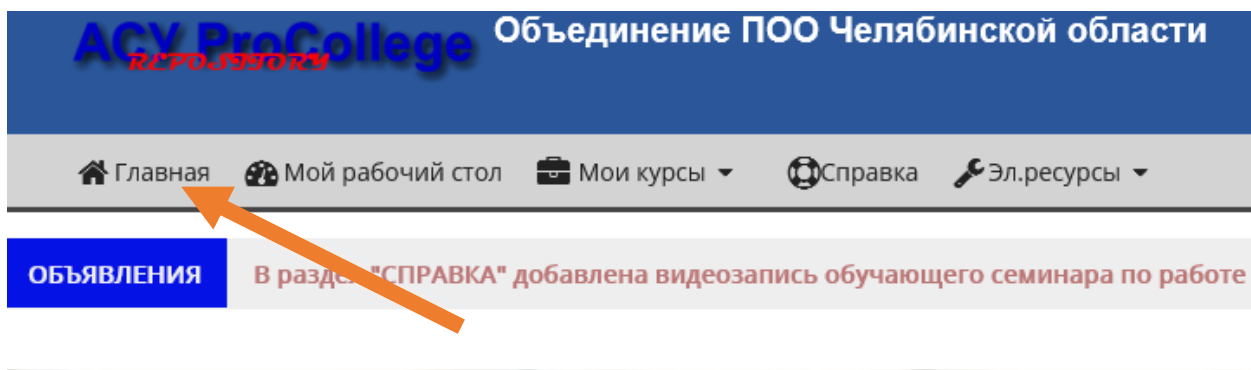 АСУ ProCollege
REPOSITORY
Объединение ПОО Челябинской области
Главная Мой рабочий стол Мои курсы Справка Эл.ресурсы
ОБЪЯВЛЕНИЯ В раздел "СПРАВКА" добавлена видеозапись обучающего семинара по работе